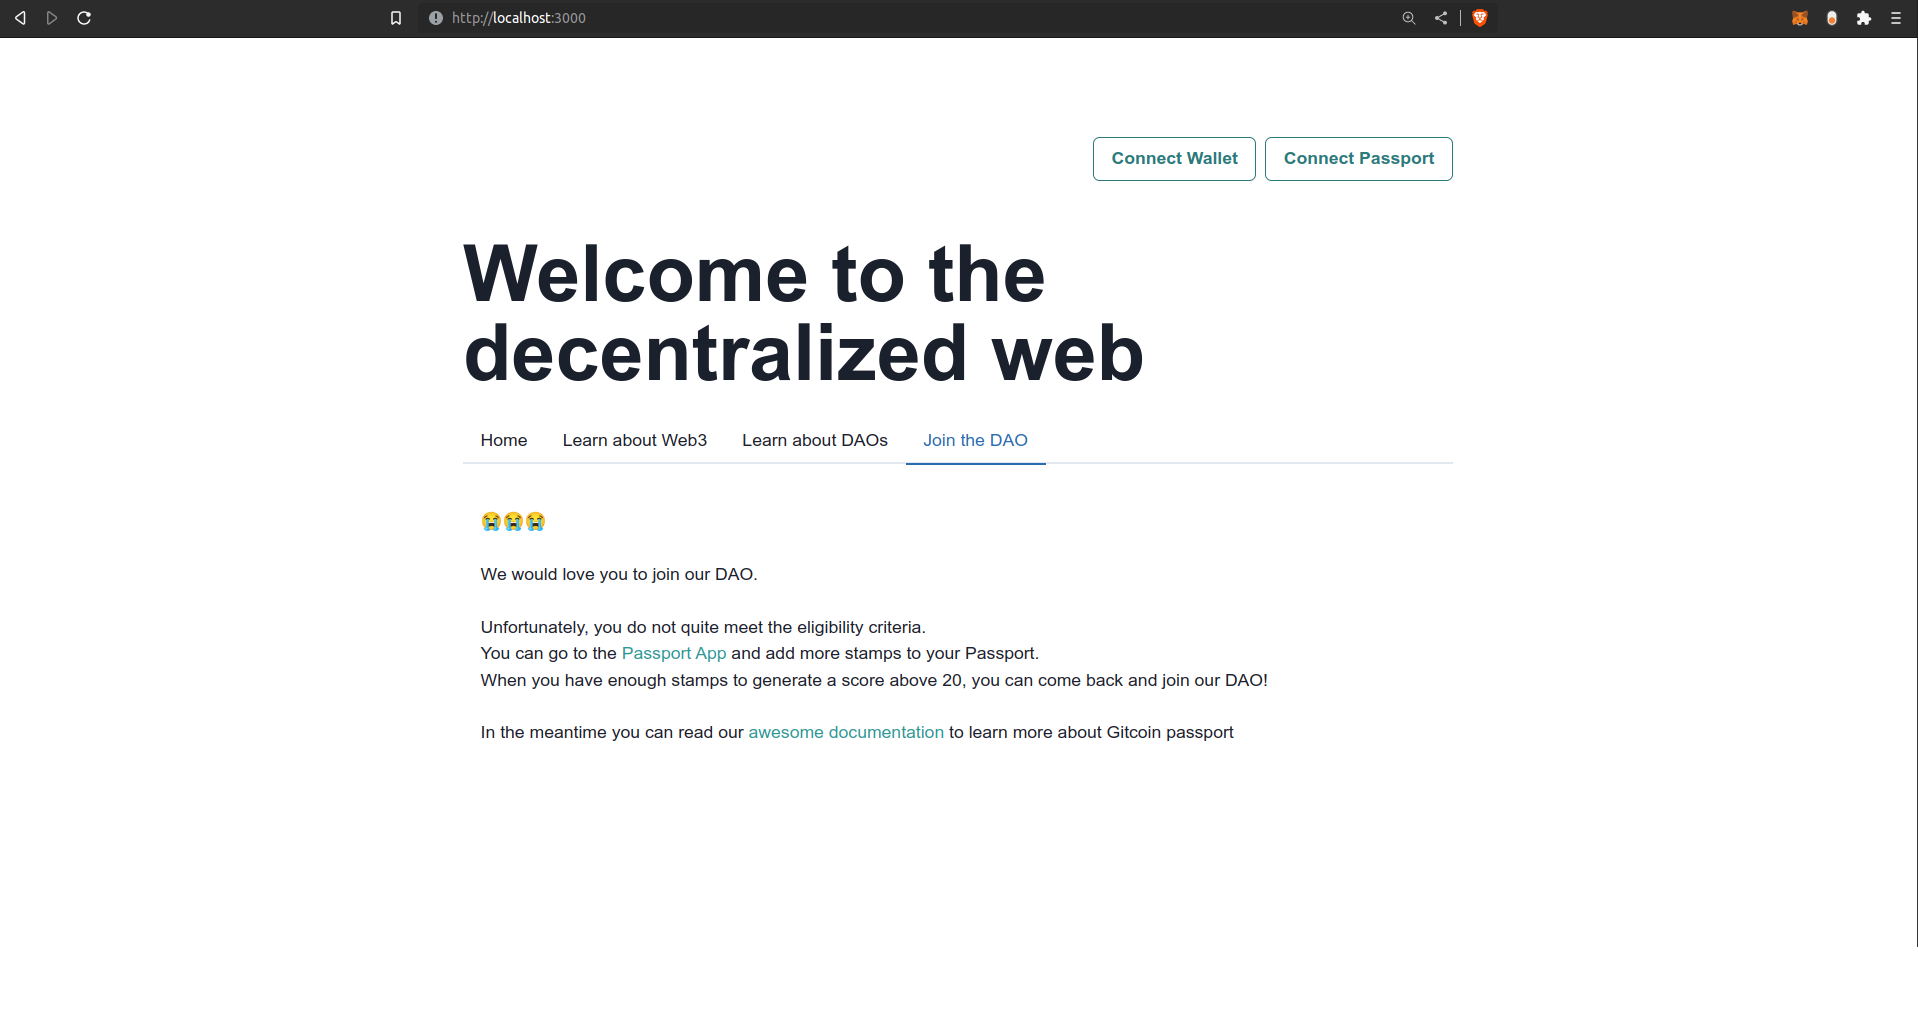 http://localhost:3000
Connect Wallet Connect Passport
Welcome to the
decentralized web
Home Learn about Web3 Learn about DAOs Join the DAO
😭😭😭
We would love you to join our DAO.
Unfortunately, you do not quite meet the eligibility criteria.
You can go to the Passport App and add more stamps to your Passport.
When you have enough stamps to generate a score above 20, you can come back and join our DAO!
In the meantime you can read our awesome documentation to learn more about Gitcoin passport